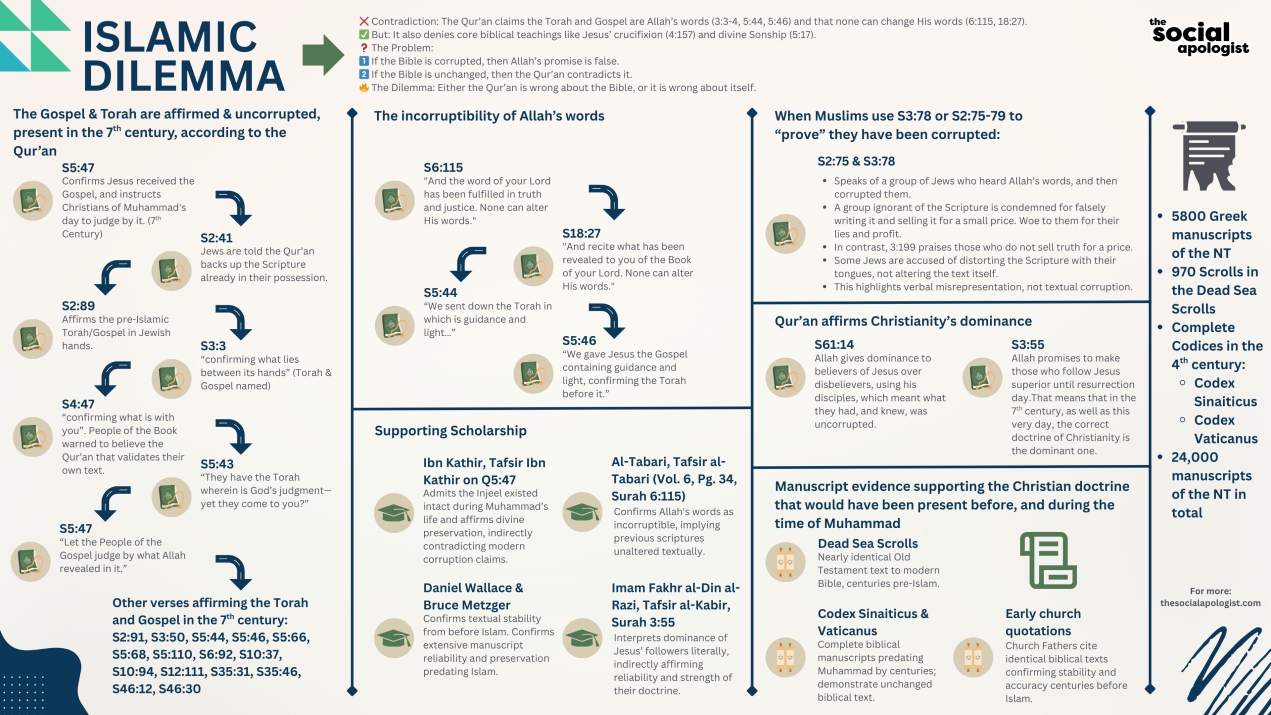 ISLAMIC
DILEMMA
❌ Contradiction: The Qur’an claims the Torah and Gospel are Allah’s words (3:3-4, 5:44, 5:46) and that none can change His words (6:115, 18:27).
✅ But: It also denies core biblical teachings like Jesus’ crucifixion (4:157) and divine Sonship (5:17).
❓ The Problem:
1️⃣ If the Bible is corrupted, then Allah’s promise is false.
2️⃣ If the Bible is unchanged, then the Qur’an contradicts it.
🔥 The Dilemma: Either the Qur’an is wrong about the Bible, or it is wrong about itself.
the
social
apologist
The Gospel & Torah are affirmed & uncorrupted,
present in the 7th century, according to the
Qur’an
S5:47
Confirms Jesus received the
Gospel, and instructs
Christians of Muhammad's
day to judge by it. (7th
Century)
S2:41
Jews are told the Qur'an
backs up the Scripture
already in their possession.
S2:89
Affirms the pre-Islamic
Torah/Gospel in Jewish
hands.
S3:3
“confirming what lies
between its hands” (Torah &
Gospel named)
S4:47
“confirming what is with
you”. People of the Book
warned to believe the
Qur'an that validates their
own text.
S5:43
“They have the Torah
wherein is God’s judgment—
yet they come to you?”
S5:47
“Let the People of the
Gospel judge by what Allah
revealed in it.”
Other verses affirming the Torah
and Gospel in the 7th century:
S2:91, S3:50, S5:44, S5:46, S5:66,
S5:68, S5:110, S6:92, S10:37,
S10:94, S12:111, S35:31, S35:46,
S46:12, S46:30
The incorruptibility of Allah’s words
S6:115
"And the word of your Lord
has been fulfilled in truth
and justice. None can alter
His words."
S18:27
"And recite what has been
revealed to you of the Book
of your Lord. None can alter
His words."
S5:44
“We sent down the Torah in
which is guidance and
light…”
S5:46
“We gave Jesus the Gospel
containing guidance and
light, confirming the Torah
before it.”
Supporting Scholarship
Ibn Kathir, Tafsir Ibn
Kathir on Q5:47
Admits the Injeel existed
intact during Muhammad’s
life and affirms divine
preservation, indirectly
contradicting modern
corruption claims.
Al-Tabari, Tafsir al-
Tabari (Vol. 6, Pg. 34,
Surah 6:115)
Confirms Allah's words as
incorruptible, implying
previous scriptures
unaltered textually.
Daniel Wallace &
Bruce Metzger
Confirms textual stability
from before Islam. Confirms
extensive manuscript
reliability and preservation
predating Islam.
Imam Fakhr al-Din al-
Razi, Tafsir al-Kabir,
Surah 3:55
Interprets dominance of
Jesus’ followers literally,
indirectly affirming
reliability and strength of
their doctrine.
When Muslims use S3:78 or S2:75-79 to
“prove” they have been corrupted:
S2:75 & S3:78
• Speaks of a group of Jews who heard Allah’s words, and then
corrupted them.
• A group ignorant of the Scripture is condemned for falsely
writing it and selling it for a small price. Woe to them for their
lies and profit.
• In contrast, 3:199 praises those who do not sell truth for a price.
• Some Jews are accused of distorting the Scripture with their
tongues, not altering the text itself.
• This highlights verbal misrepresentation, not textual corruption.
Qur’an affirms Christianity’s dominance
S61:14
Allah gives dominance to
believers of Jesus over
disbelievers, using his
disciples, which meant what
they had, and knew, was
uncorrupted.
S3:55
Allah promises to make
those who follow Jesus
superior until resurrection
day.That means that in the
7th century, as well as this
very day, the correct
doctrine of Christianity is
the dominant one.
Manuscript evidence supporting the Christian doctrine
that would have been present before, and during the
time of Muhammad
Dead Sea Scrolls
Nearly identical Old
Testament text to modern
Bible, centuries pre-Islam.
Codex Sinaiticus &
Vaticanus
Complete biblical
manuscripts predating
Muhammad by centuries;
demonstrate unchanged
biblical text.
Early church
quotations
Church Fathers cite
identical biblical texts
confirming stability and
accuracy centuries before
Islam.
• 5800 Greek
manuscripts
of the NT
• 970 Scrolls in
the Dead Sea
Scrolls
• Complete
Codices in the
4th century:
◦ Codex
Sinaiticus
◦ Codex
Vaticanus
• 24,000
manuscripts
of the NT in
total
For more:
thesocialapologist.com